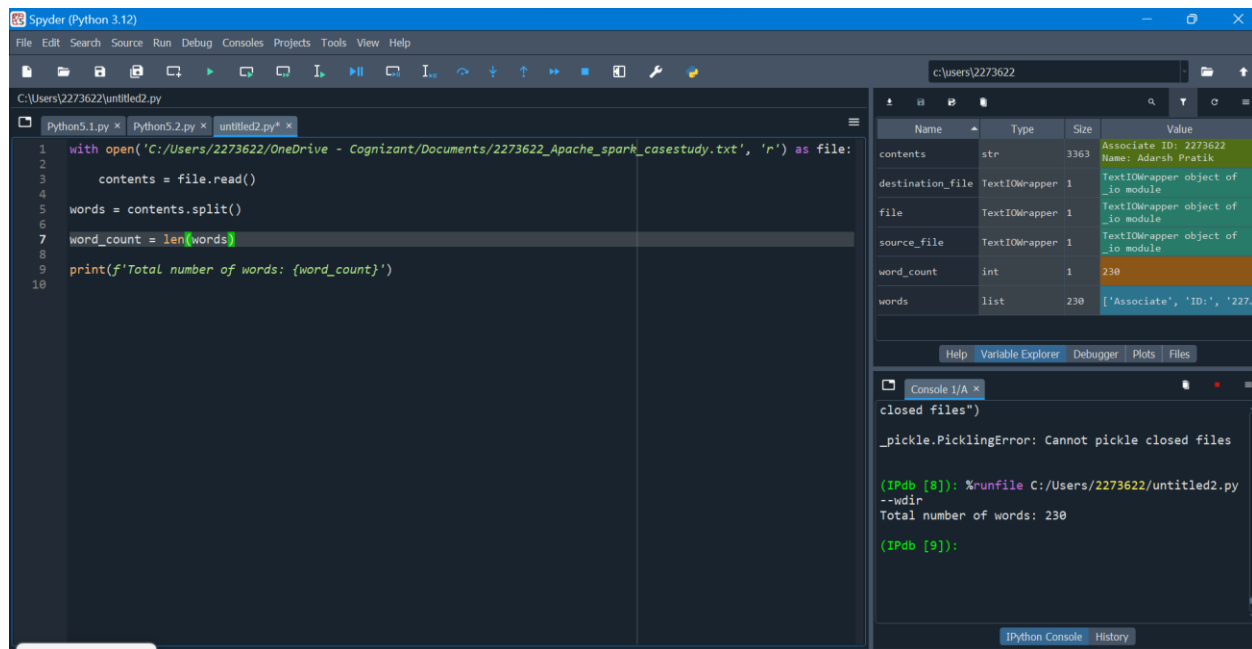 Spyder (Python 3.12)
File Edit Search Source Run Debug Consoles Projects Tools View Help
c:\users\2273622
C:\Users\2273622\untitled2.py
Python5.1.py × Python5.2.py × untitled2.py* ×
1 with open('C:/Users/2273622/OneDrive - Cognizant/Documents/2273622_Apache_spark_casestudy.txt', 'r') as file:
2
3     contents = file.read()
4
5 words = contents.split()
6
7 word_count = len(words)
8
9 print(f'Total number of words: {word_count}')
10
Name Type Size Value
contents str 3363 Associate ID: 2273622
Name: Adarsh Pratik
destination_file TextIOWrapper 1 TextIOWrapper object of
_io module
file TextIOWrapper 1 TextIOWrapper object of
_io module
source_file TextIOWrapper 1 TextIOWrapper object of
_io module
word_count int 1 230
words list 230 ['Associate', 'ID:', '227.
Help Variable Explorer Debugger Plots Files
Console 1/A ×
closed files")
_pickle.PicklingError: Cannot pickle closed files
(IPdb [8]): %runfile C:/Users/2273622/untitled2.py
--wdir
Total number of words: 230
(IPdb [9]):
IPython Console History